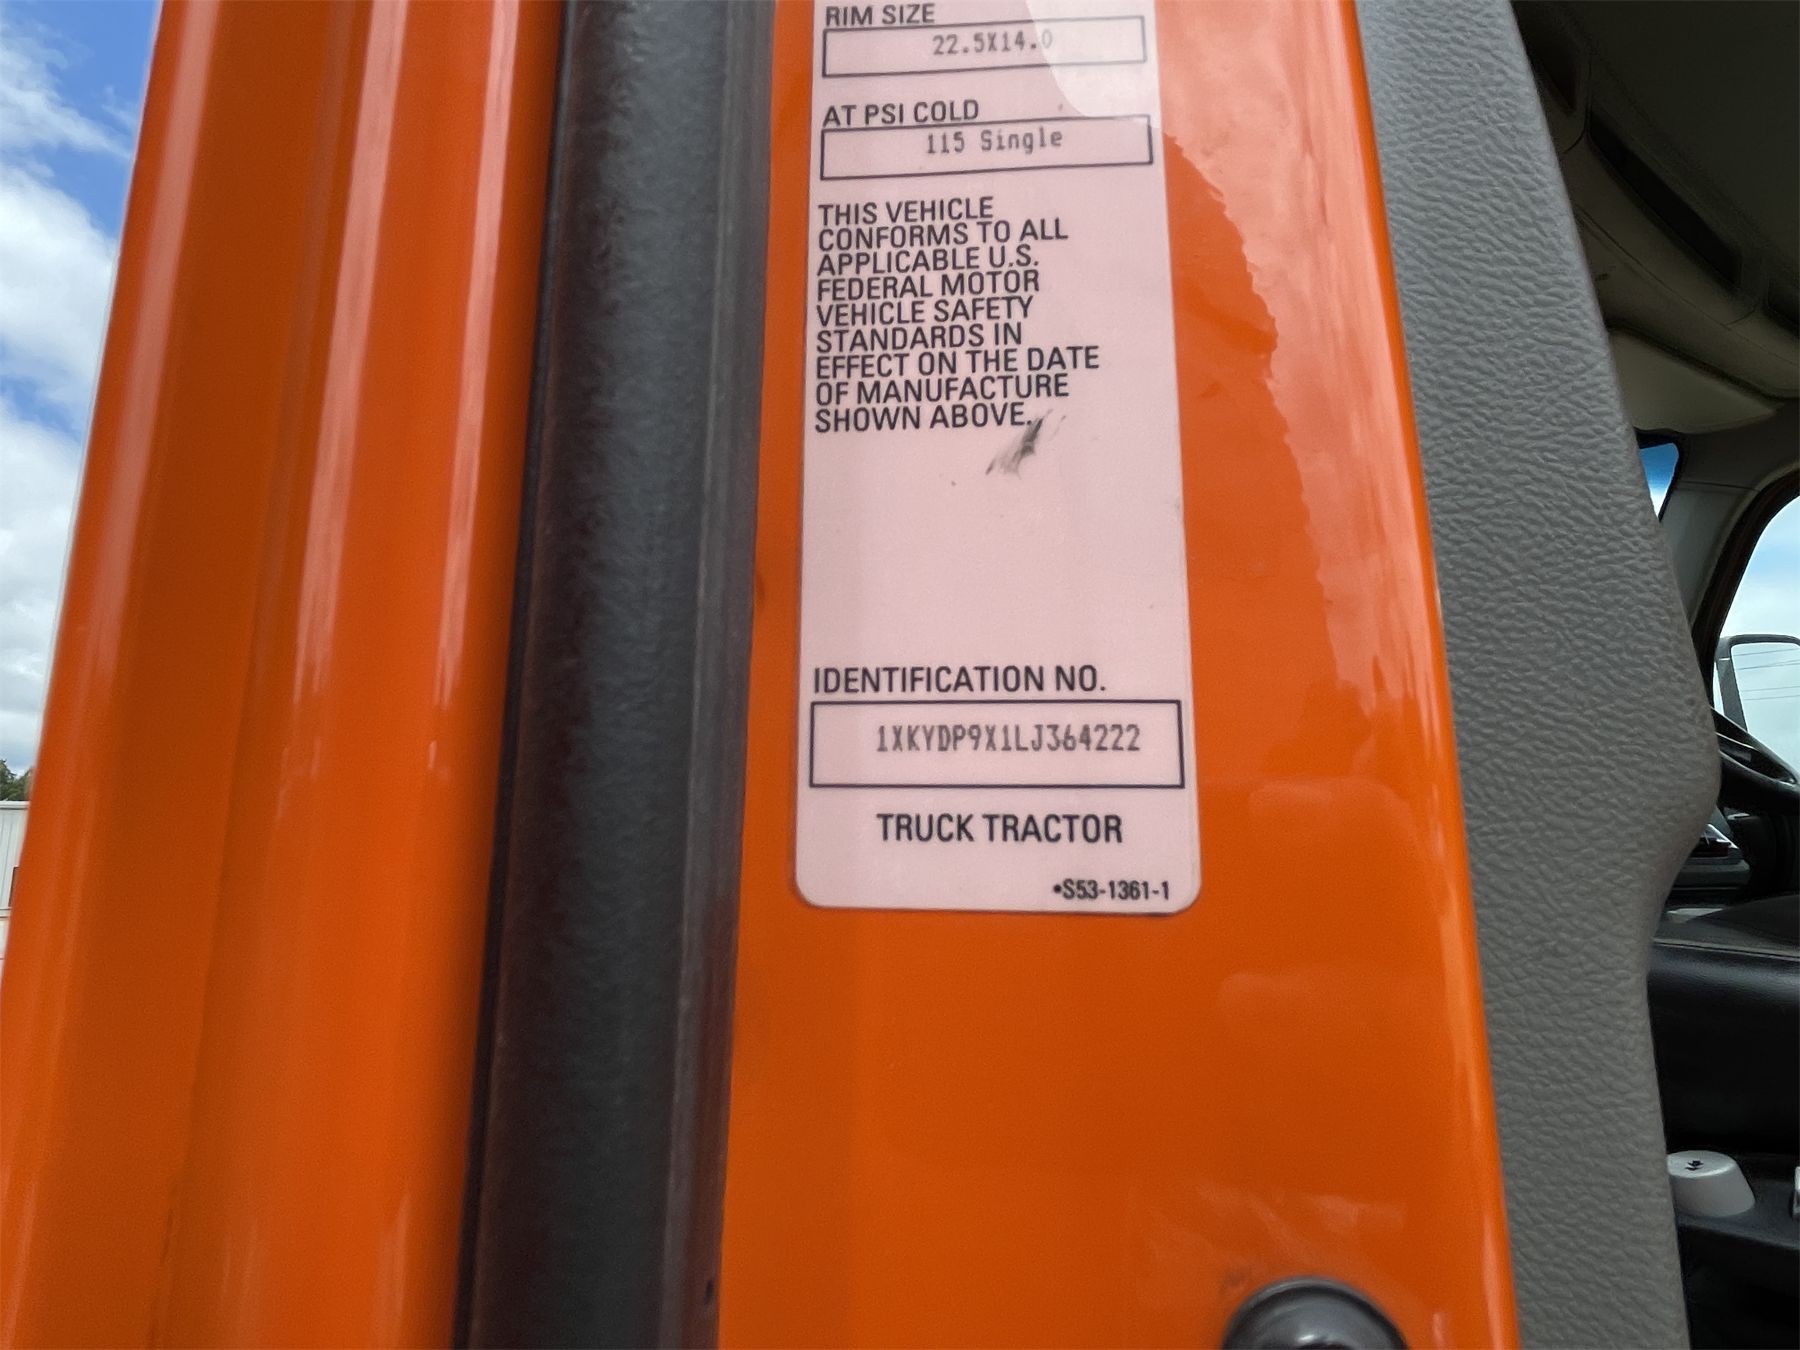 RIM SIZE
22.5X14.0
AT PSI COLD
115 Single
THIS VEHICLE
CONFORMS TO ALL
APPLICABLE U.S.
FEDERAL MOTOR
VEHICLE SAFETY
STANDARDS IN
EFFECT ON THE DATE
OF MANUFACTURE
SHOWN ABOVE.
IDENTIFICATION NO.
1XKYDP9X1LJ364222
TRUCK TRACTOR
•S53-1361-1